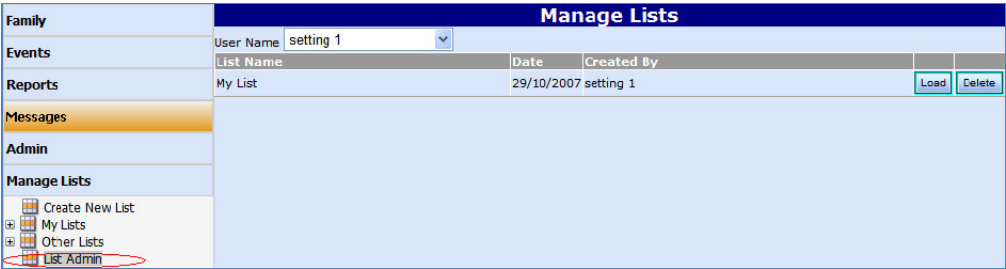 Family
Events
Reports
Messages
Admin
Manage Lists
Create New List
My Lists
Other Lists
List Admin
Manage Lists
User Name setting 1
List Name Date Created By
My List 29/10/2007 setting 1 Load Delete